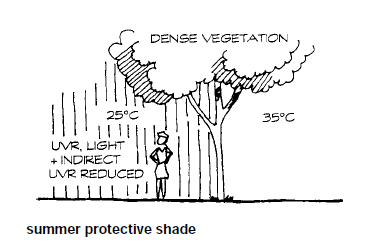 DENSE VEGETATION
25°C
35°C
UVR, LIGHT
+ INDIRECT
UVR REDUCED
summer protective shade